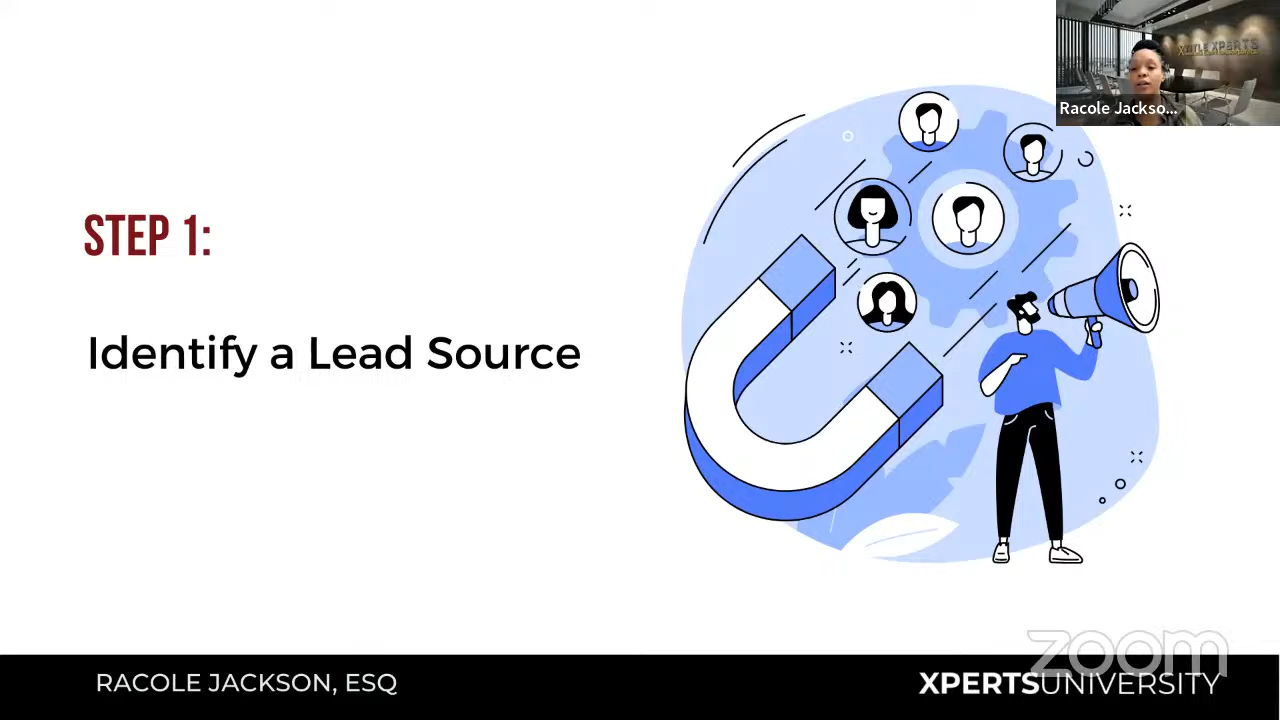 Racole Jackso...
STEP 1:
Identify a Lead Source
zoom
RACOLE JACKSON, ESQ
XPERTSUNIVERSITY